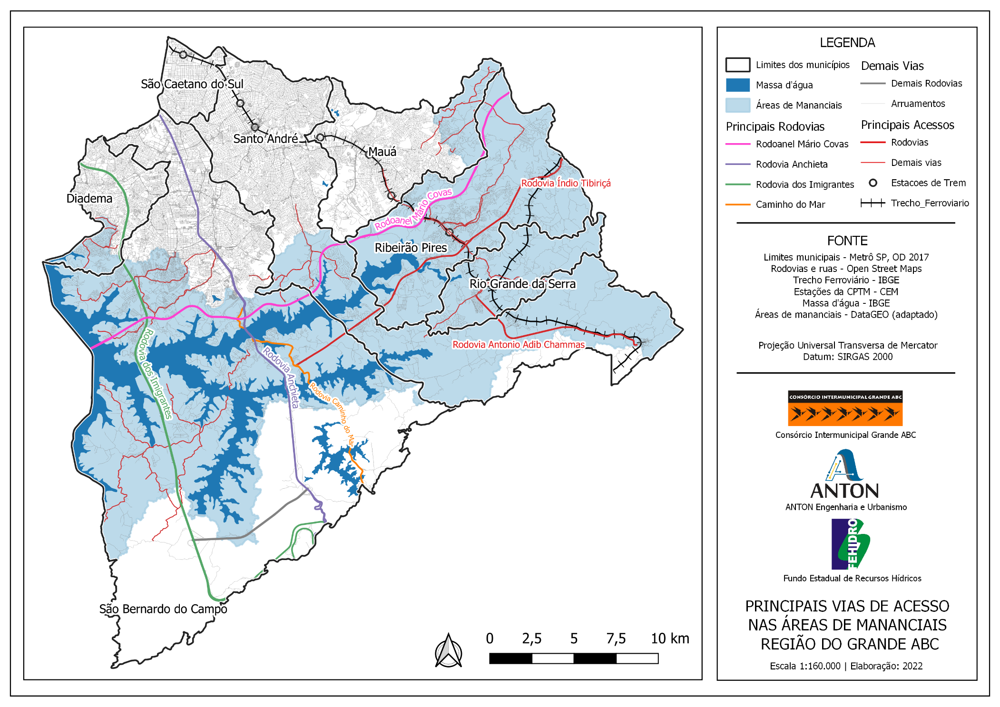 São Caetano do Sul
Santo André
Mauá
Diadema
Rodovia Índio Tibiriçá
Rodoanel Mário Covas
Ribeirão Pires
Rio Grande da Serra
Rodovia Antonio Adib Chammas
Rodovia dos Imigrantes
Rodovia Anchieta
Rodovia Caminho do Mar
São Bernardo do Campo
0 2,5 5 7,5 10 km
LEGENDA
Limites dos municípios
Massa d'água
Áreas de Mananciais
Principais Rodovias
Rodoanel Mário Covas
Rodovia Anchieta
Rodovia dos Imigrantes
Caminho do Mar
Demais Vias
Demais Rodovias
Arruamentos
Principais Acessos
Rodovias
Demais vias
Estacoes de Trem
Trecho_Ferroviario
FONTE
Limites municipais - Metrô SP, OD 2017
Rodovias e ruas - Open Street Maps
Trecho Ferroviário - IBGE
Estações da CPTM - CEM
Massa d'água - IBGE
Áreas de mananciais - DataGEO (adaptado)
Projeção Universal Transversa de Mercator
Datum: SIRGAS 2000
CONSÓRCIO INTERMUNICIPAL GRANDE ABC
Consórcio Intermunicipal Grande ABC
ANTON
ANTON Engenharia e Urbanismo
FEHIDRO
Fundo Estadual de Recursos Hídricos
PRINCIPAIS VIAS DE ACESSO
NAS ÁREAS DE MANANCIAIS
REGIÃO DO GRANDE ABC
Escala 1:160.000 | Elaboração: 2022